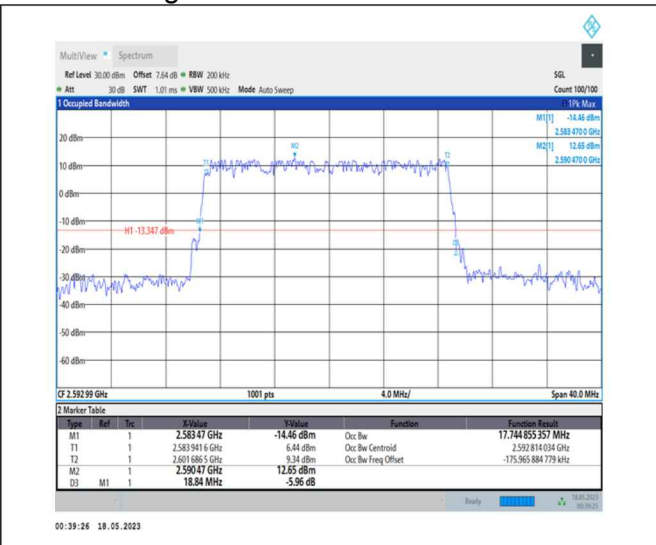 MultiView Spectrum
Ref Level 30.00 dBm Offset 7.64 dB RBW 200 kHz SGL
Att 30 dB SWT 1.01 ms VBW 500 kHz Mode Auto Sweep Count 100/100
1 Occupied Bandwidth 1Pk Max
M1[1] -14.46 dBm
2.583 470 0 GHz
M2[1] 12.65 dBm
2.590 470 0 GHz
20 dBm
M2
T1
T2
10 dBm
0 dBm
-10 dBm
M1
H1 -13.347 dBm
D3
-20 dBm
-30 dBm
-40 dBm
-50 dBm
-60 dBm
CF 2.592 99 GHz 1001 pts 4.0 MHz/ Span 40.0 MHz
2 Marker Table
Type Ref Trc X-Value Y-Value Function Function Result
M1 1 2.583 47 GHz -14.46 dBm Occ Bw 17.744 855 357 MHz
T1 1 2.583 941 6 GHz 6.44 dBm Occ Bw Centroid 2.592 814 034 GHz
T2 1 2.601 686 5 GHz 9.34 dBm Occ Bw Freq Offset -175.965 884 779 kHz
M2 1 2.590 47 GHz 12.65 dBm
D3 M1 1 18.84 MHz -5.96 dB
Ready 18.05.2023
00:39:25
00:39:26 18.05.2023